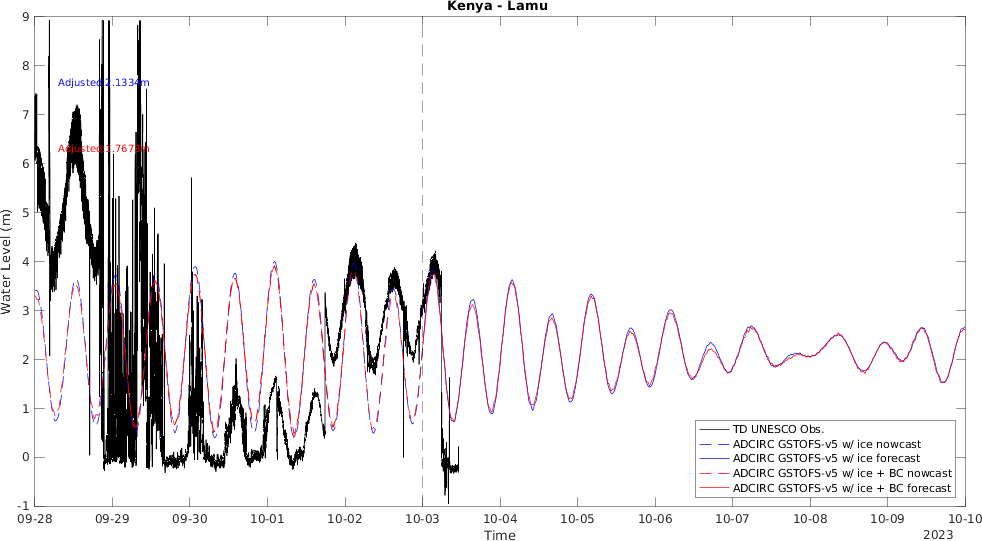 Kenya - Lamu
9
8
7
6
5
4
3
2
1
0
-1
Water Level (m)
Adjusted 2.1334m
TD UNESCO Obs.
ADCIRC GSTOFS-v5 w/ ice nowcast
ADCIRC GSTOFS-v5 w/ ice forecast
ADCIRC GSTOFS-v5 w/ ice + BC nowcast
ADCIRC GSTOFS-v5 w/ ice + BC forecast
09-28 09-29 09-30 10-01 10-02 10-03 10-04 10-05 10-06 10-07 10-08 10-09 10-10
Time
2023